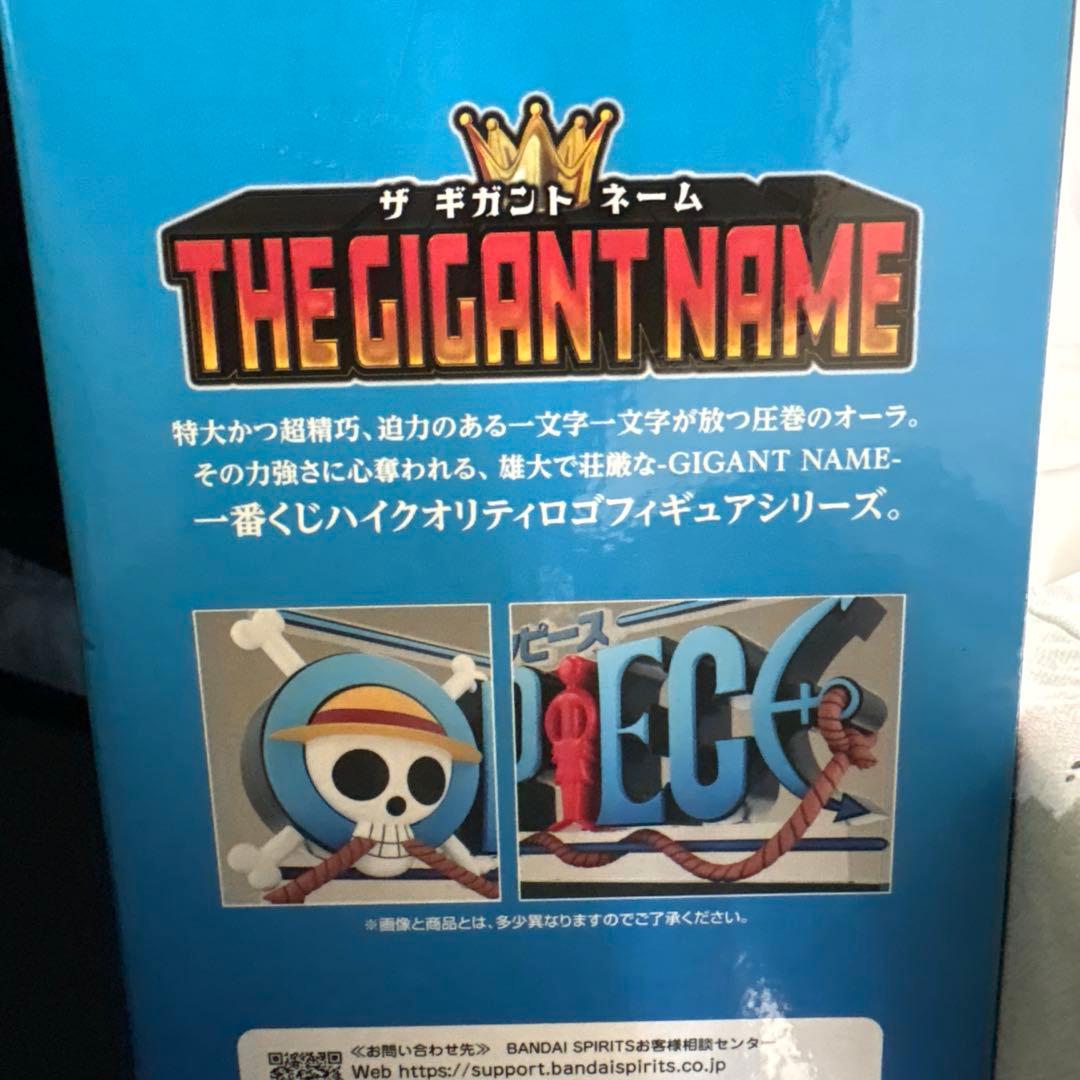 ザ ギガント ネーム
THE GIGANT NAME
特大かつ超精巧、迫力のある一文字一文字が放つ圧巻のオーラ。
その力強さに心奪われる、雄大で荘厳な-GIGANT NAME-
一番くじハイクオリティロゴフィギュアシリーズ。
ピース
PIECE
※画像と商品とは、多少異なりますのでご了承ください。
≪お問い合わせ先≫ BANDAI SPIRITSお客様相談センター
Web https://support.bandaispirits.co.jp